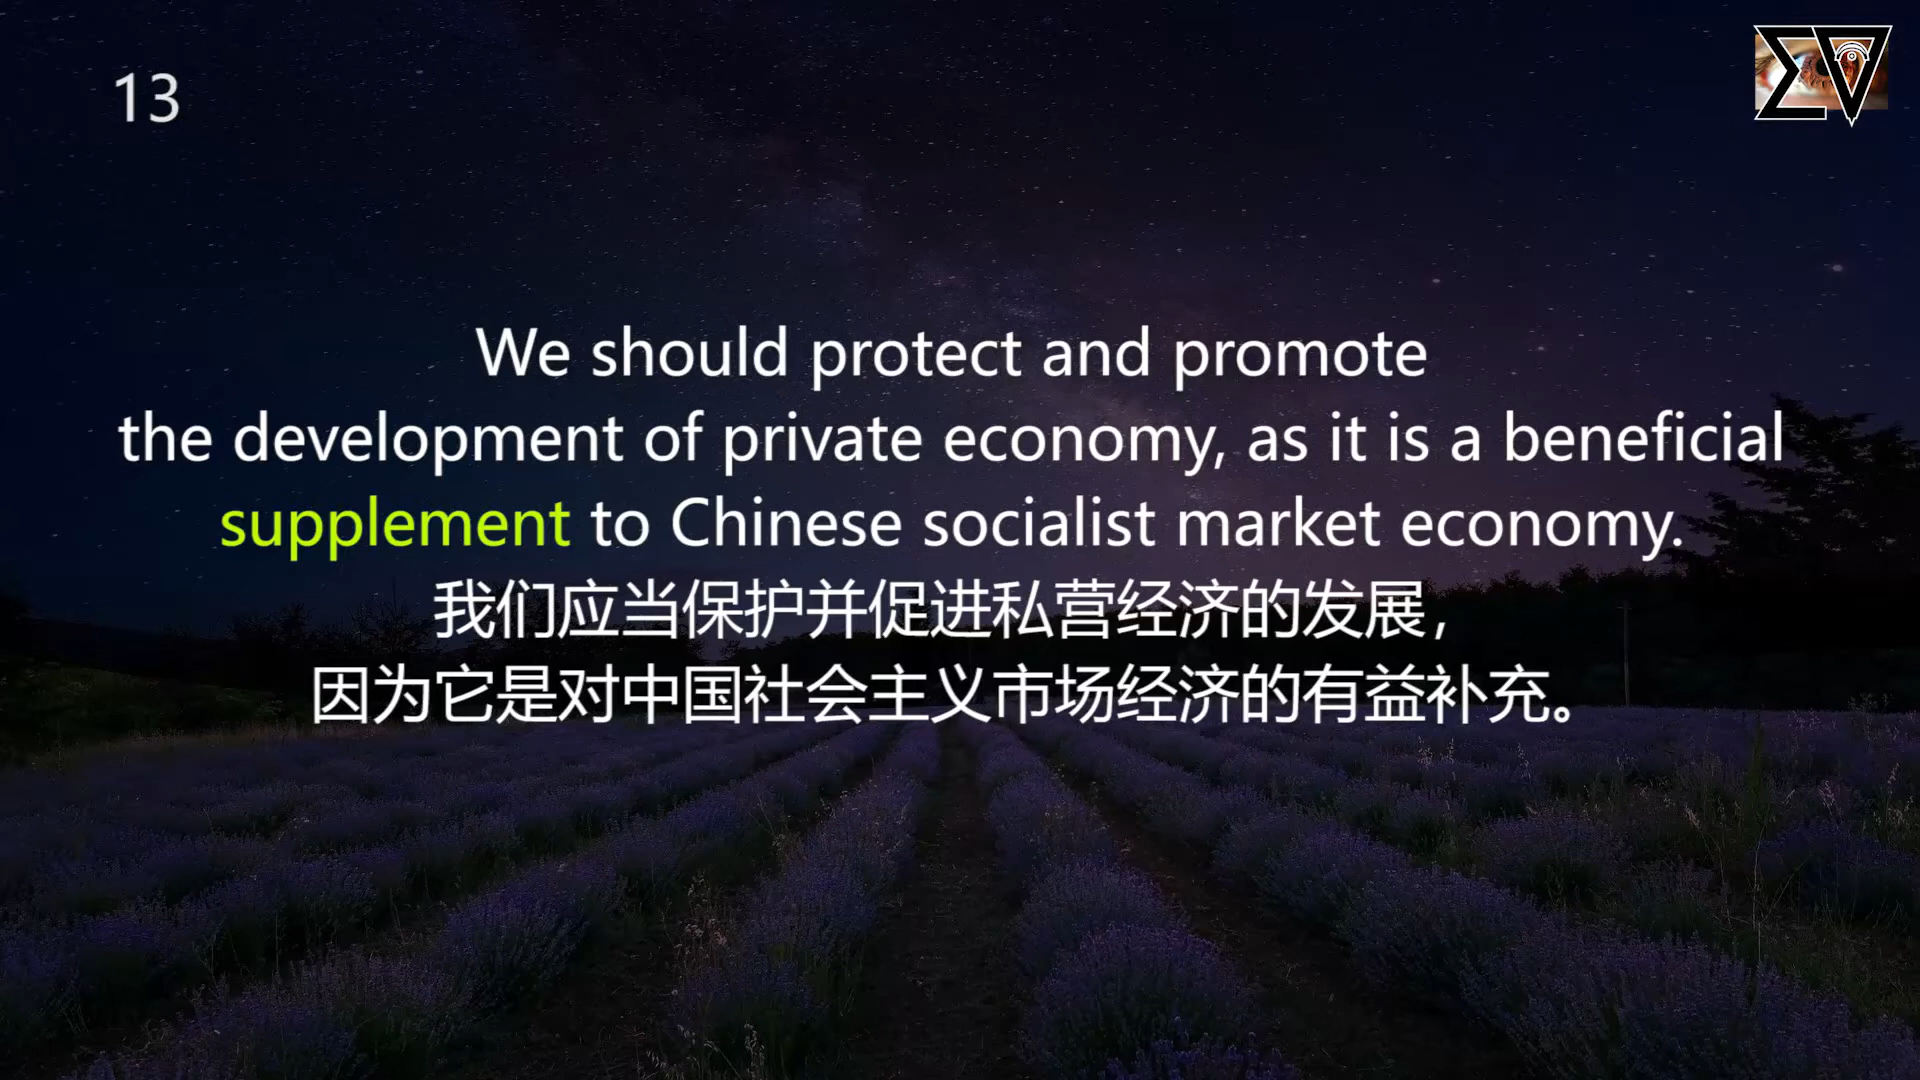 13
We should protect and promote
the development of private economy, as it is a beneficial
supplement to Chinese socialist market economy.
我们应当保护并促进私营经济的发展，
因为它是对中国社会主义市场经济的有益补充。